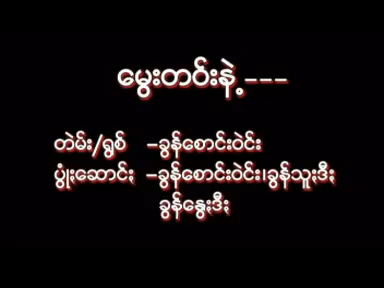 မွေးတဝ်းနဲ့ ---
တဲမ်း/ရွစ် -ခွန်စောင်းဝဲင်း
ပွုံႏဆောင်ႏ -ခွန်စောင်းဝဲင်း၊ခွန်သူႏဒီႏ
ခွန်နွေႏဒီႏ